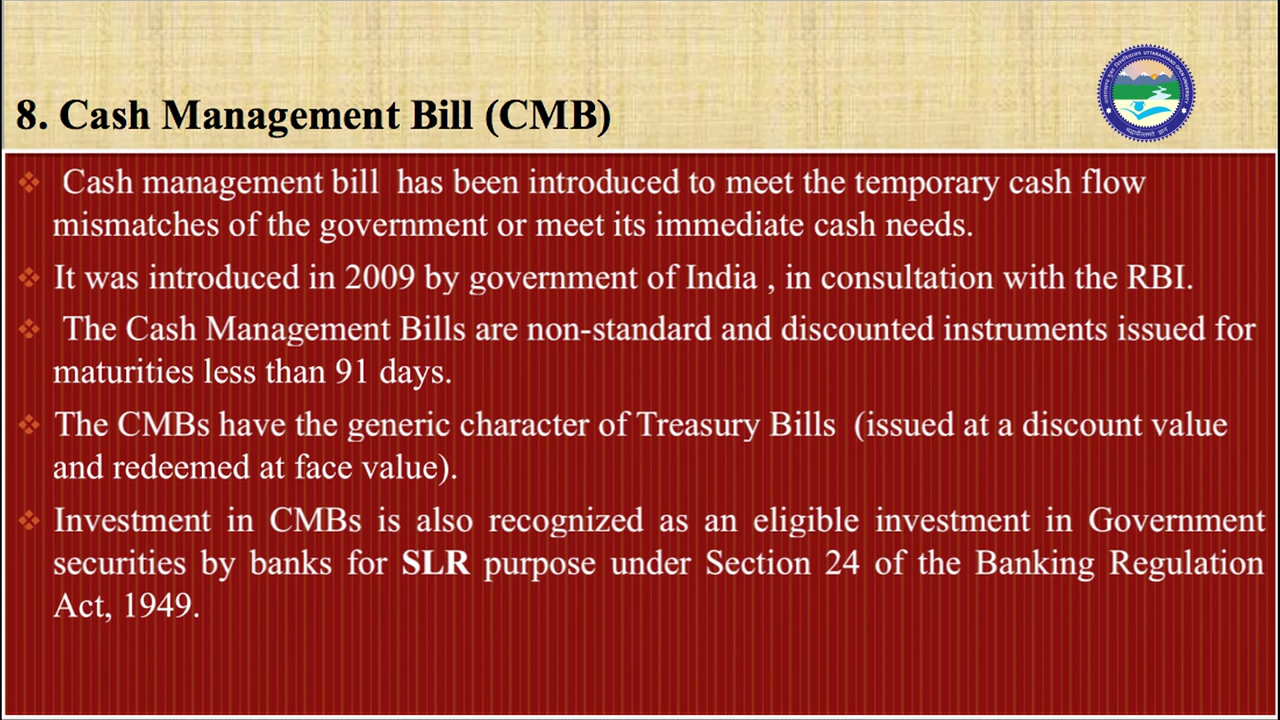 8. Cash Management Bill (CMB)
UTTARAKHAND OPEN UNIVERSITY
❖ Cash management bill has been introduced to meet the temporary cash flow
mismatches of the government or meet its immediate cash needs.
❖ It was introduced in 2009 by government of India , in consultation with the RBI.
❖ The Cash Management Bills are non-standard and discounted instruments issued for
maturities less than 91 days.
❖ The CMBs have the generic character of Treasury Bills (issued at a discount value
and redeemed at face value).
❖ Investment in CMBs is also recognized as an eligible investment in Government
securities by banks for SLR purpose under Section 24 of the Banking Regulation
Act, 1949.